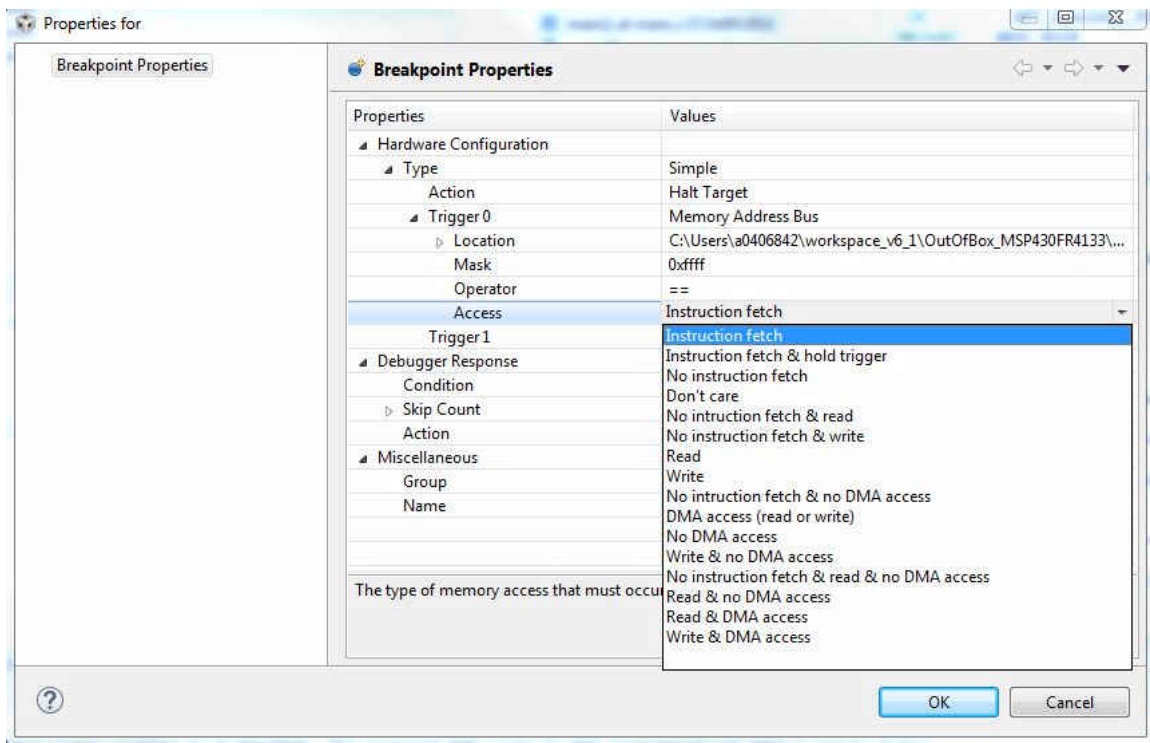 Properties for
Breakpoint Properties
Breakpoint Properties
Properties Values
Hardware Configuration
Type Simple
Action Halt Target
Trigger 0 Memory Address Bus
Location C:\Users\a0406842\workspace_v6_1\OutOfBox_MSP430FR4133\...
Mask 0xffff
Operator ==
Access Instruction fetch
Trigger 1
Debugger Response
Condition
Skip Count
Action
Miscellaneous
Group
Name
Instruction fetch
Instruction fetch & hold trigger
No instruction fetch
Don't care
No intruction fetch & read
No instruction fetch & write
Read
Write
No intruction fetch & no DMA access
DMA access (read or write)
No DMA access
Write & no DMA access
No instruction fetch & read & no DMA access
Read & no DMA access
Read & DMA access
Write & DMA access
The type of memory access that must
OK Cancel